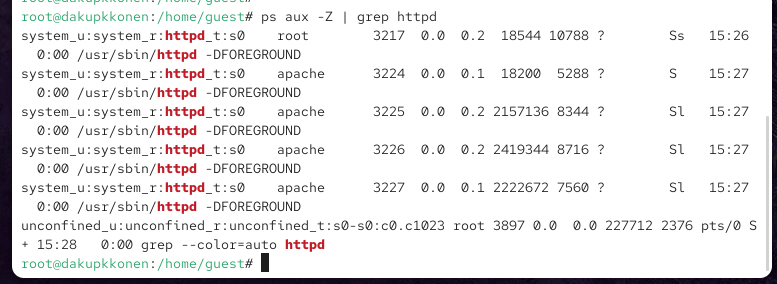 root@dakupkkonen:/home/guest# ps aux -Z | grep httpd
system_u:system_r:httpd_t:s0    root        3217  0.0  0.2  18544 10788 ?        Ss   15:26
  0:00 /usr/sbin/httpd -DFOREGROUND
system_u:system_r:httpd_t:s0    apache      3224  0.0  0.1  18200  5288 ?        S    15:27
  0:00 /usr/sbin/httpd -DFOREGROUND
system_u:system_r:httpd_t:s0    apache      3225  0.0  0.2 2157136 8344 ?        Sl   15:27
  0:00 /usr/sbin/httpd -DFOREGROUND
system_u:system_r:httpd_t:s0    apache      3226  0.0  0.2 2419344 8716 ?        Sl   15:27
  0:00 /usr/sbin/httpd -DFOREGROUND
system_u:system_r:httpd_t:s0    apache      3227  0.0  0.1 2222672 7560 ?        Sl   15:27
  0:00 /usr/sbin/httpd -DFOREGROUND
unconfined_u:unconfined_r:unconfined_t:s0-s0:c0.c1023 root 3897 0.0  0.0 227712 2376 pts/0 S
+ 15:28   0:00 grep --color=auto httpd
root@dakupkkonen:/home/guest#